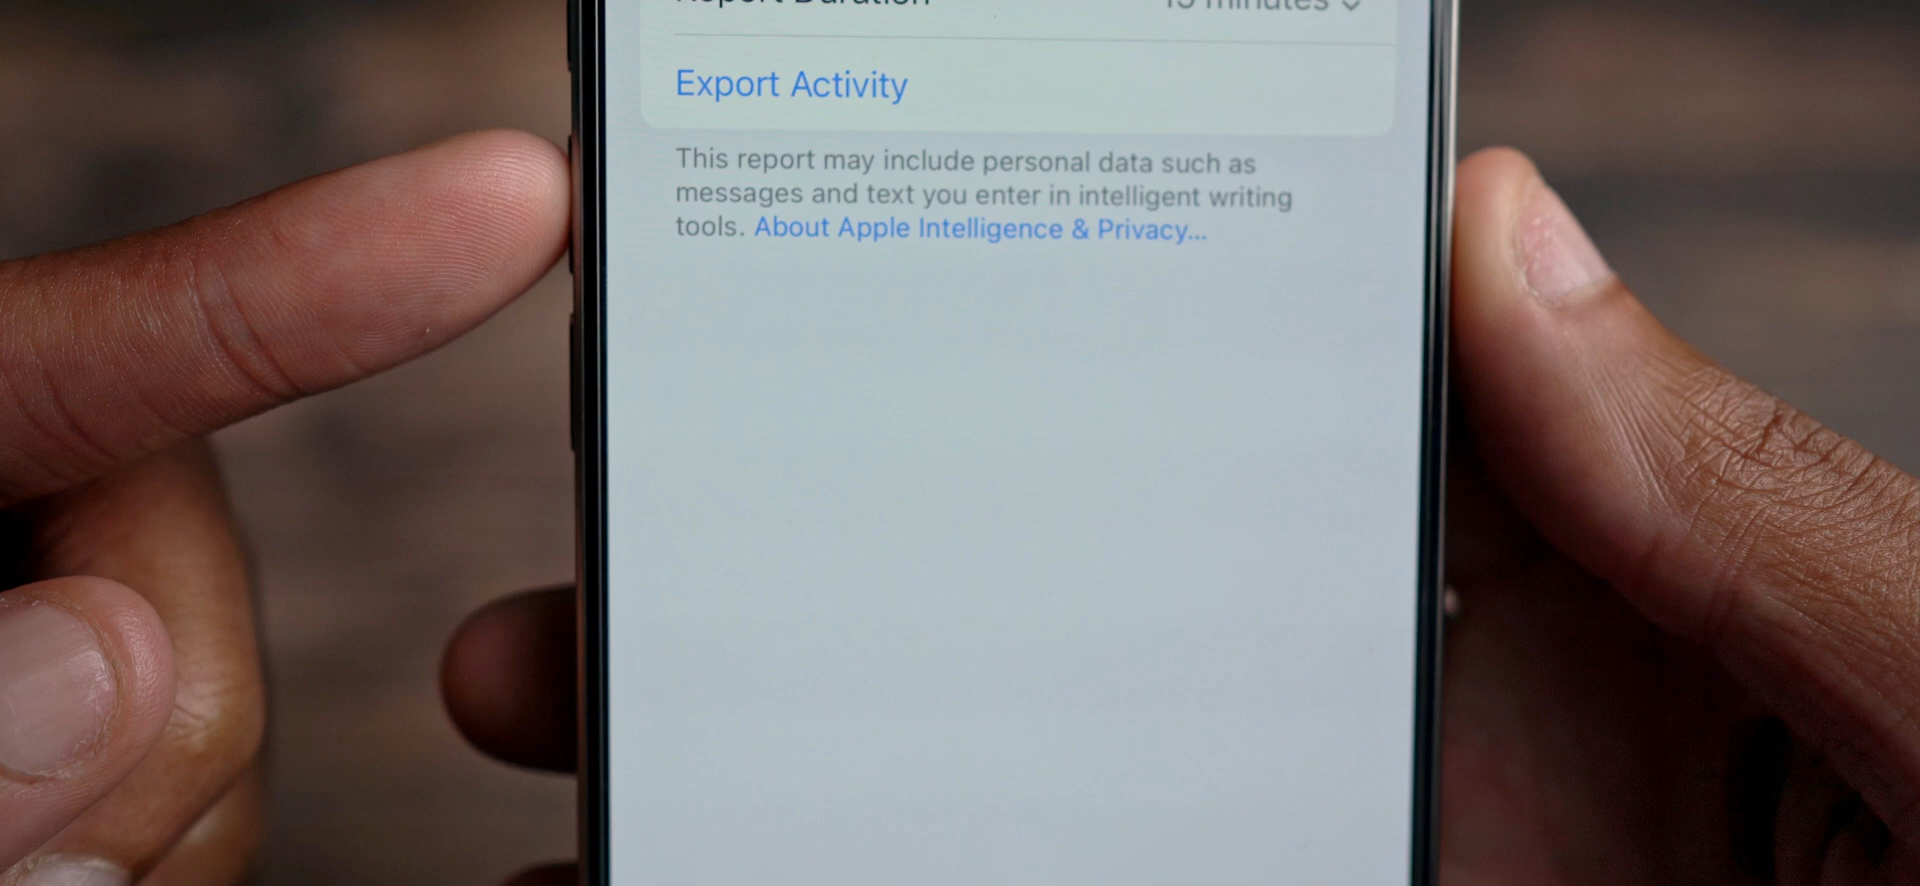 Report Duration 15 minutes
Export Activity
This report may include personal data such as
messages and text you enter in intelligent writing
tools. About Apple Intelligence & Privacy...